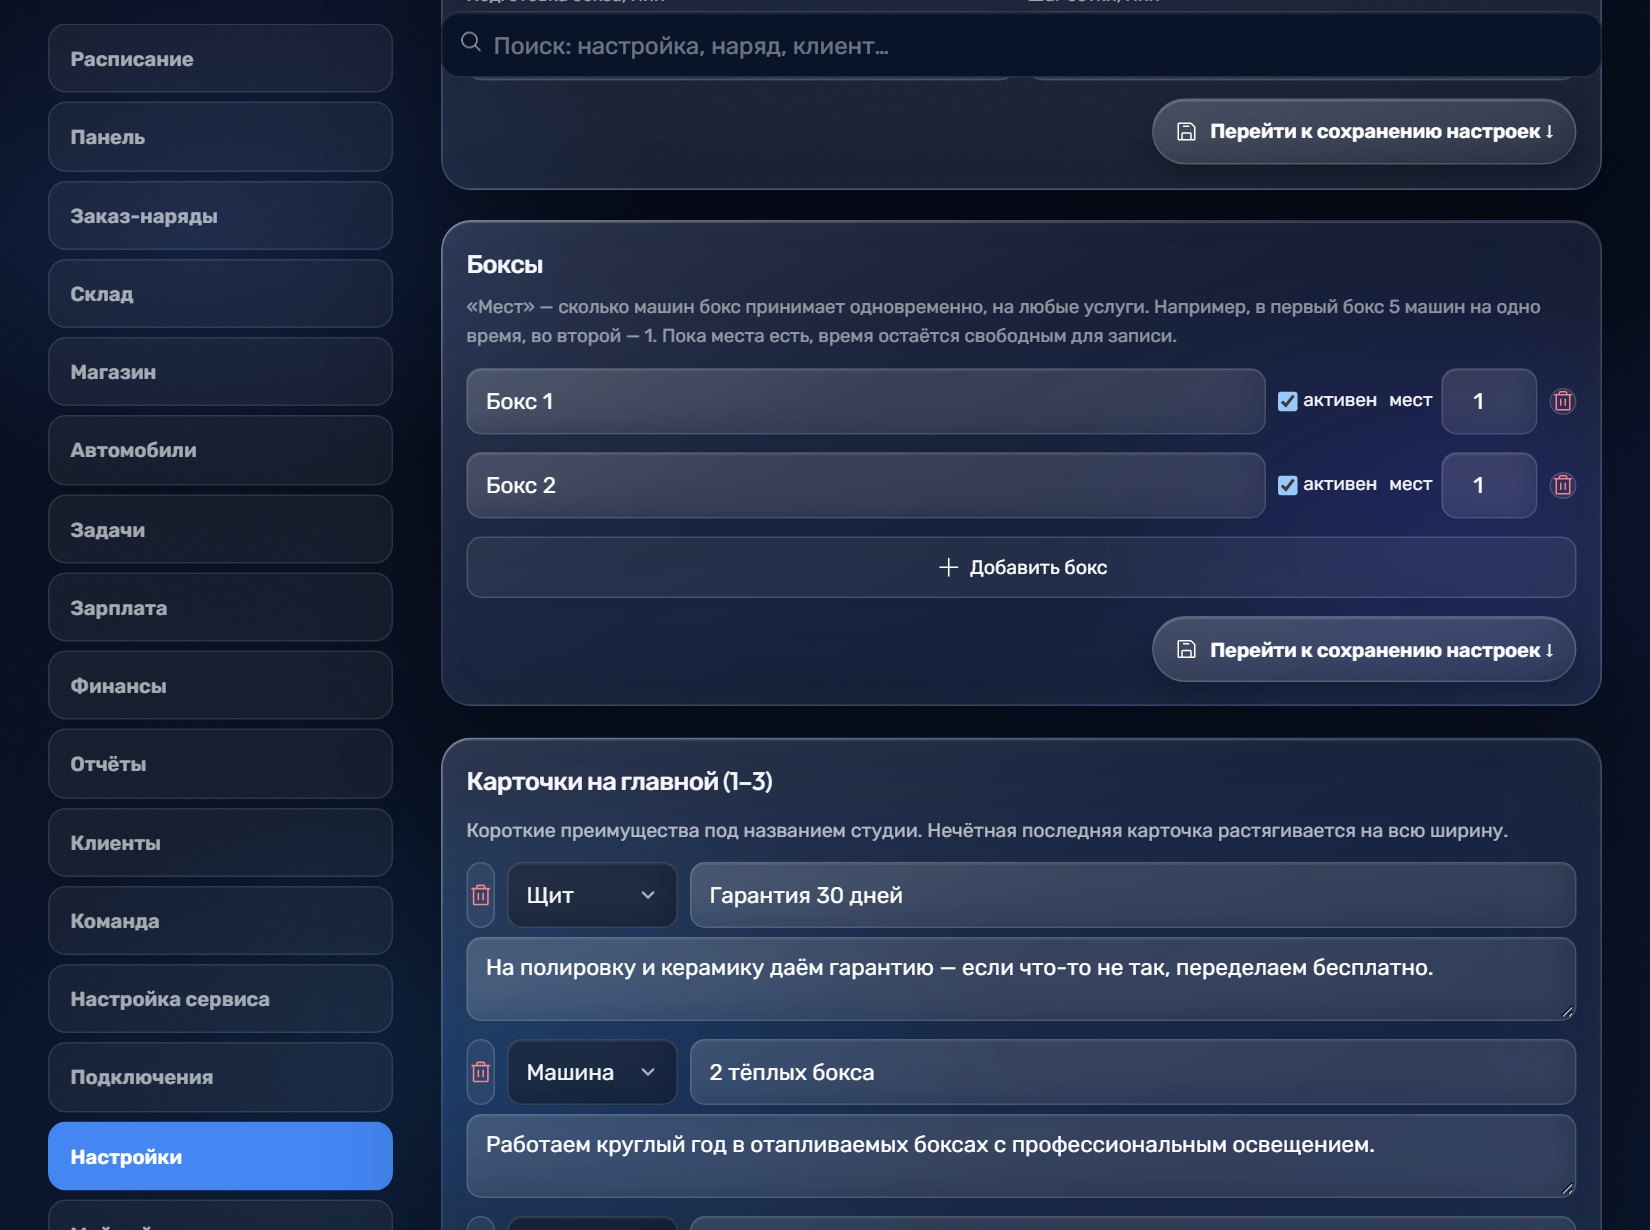 Расписание
Панель
Заказ-наряды
Склад
Магазин
Автомобили
Задачи
Зарплата
Финансы
Отчёты
Клиенты
Команда
Настройка сервиса
Подключения
Настройки
Поиск: настройка, наряд, клиент...
Перейти к сохранению настроек ↓
Боксы
«Мест» — сколько машин бокс принимает одновременно, на любые услуги. Например, в первый бокс 5 машин на одно
время, во второй — 1. Пока места есть, время остаётся свободным для записи.
Бокс 1 активен мест 1
Бокс 2 активен мест 1
+ Добавить бокс
Перейти к сохранению настроек ↓
Карточки на главной (1–3)
Короткие преимущества под названием студии. Нечётная последняя карточка растягивается на всю ширину.
Щит Гарантия 30 дней
На полировку и керамику даём гарантию — если что-то не так, переделаем бесплатно.
Машина 2 тёплых бокса
Работаем круглый год в отапливаемых боксах с профессиональным освещением.